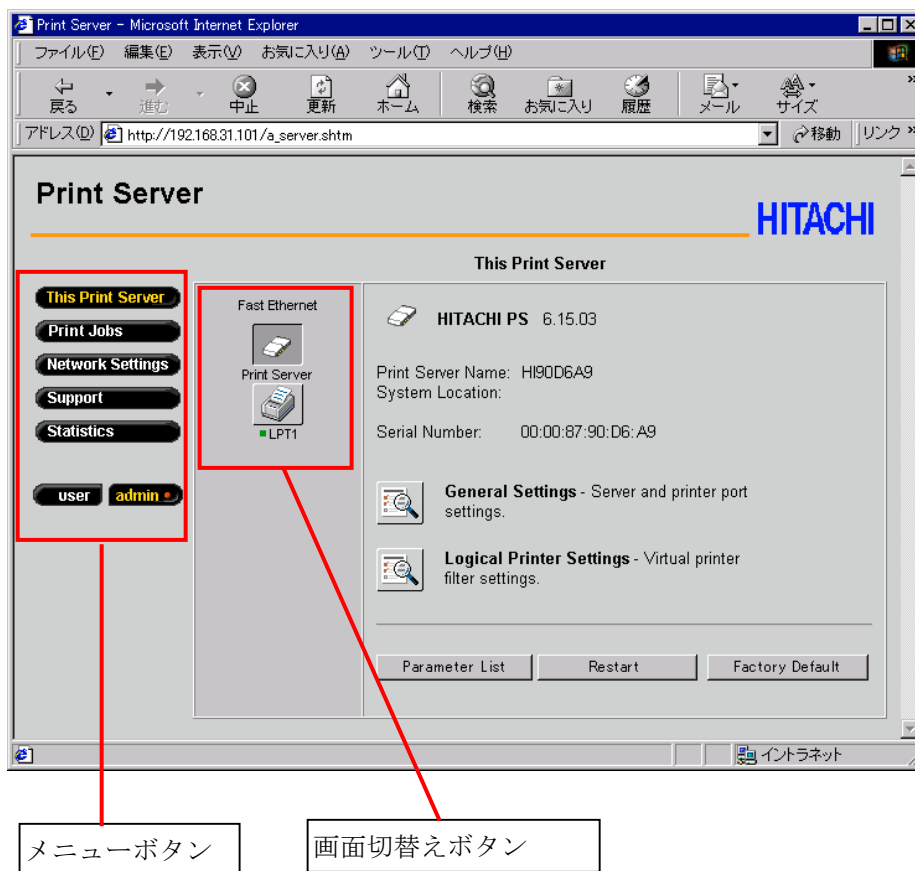 Print Server - Microsoft Internet Explorer
ファイル(F) 編集(E) 表示(V) お気に入り(A) ツール(T) ヘルプ(H)
戻る 進む 中止 更新 ホーム 検索 お気に入り 履歴 メール サイズ »
アドレス(D) http://192.168.31.101/a_server.shtm 移動 リンク »
Print Server
HITACHI
This Print Server
This Print Server
Print Jobs
Network Settings
Support
Statistics
user admin
Fast Ethernet
Print Server
LPT1
HITACHI PS 6.15.03
Print Server Name: HI90D6A9
System Location:
Serial Number: 00:00:87:90:D6:A9
General Settings - Server and printer port
settings.
Logical Printer Settings - Virtual printer
filter settings.
Parameter List Restart Factory Default
イントラネット
メニューボタン
画面切替えボタン